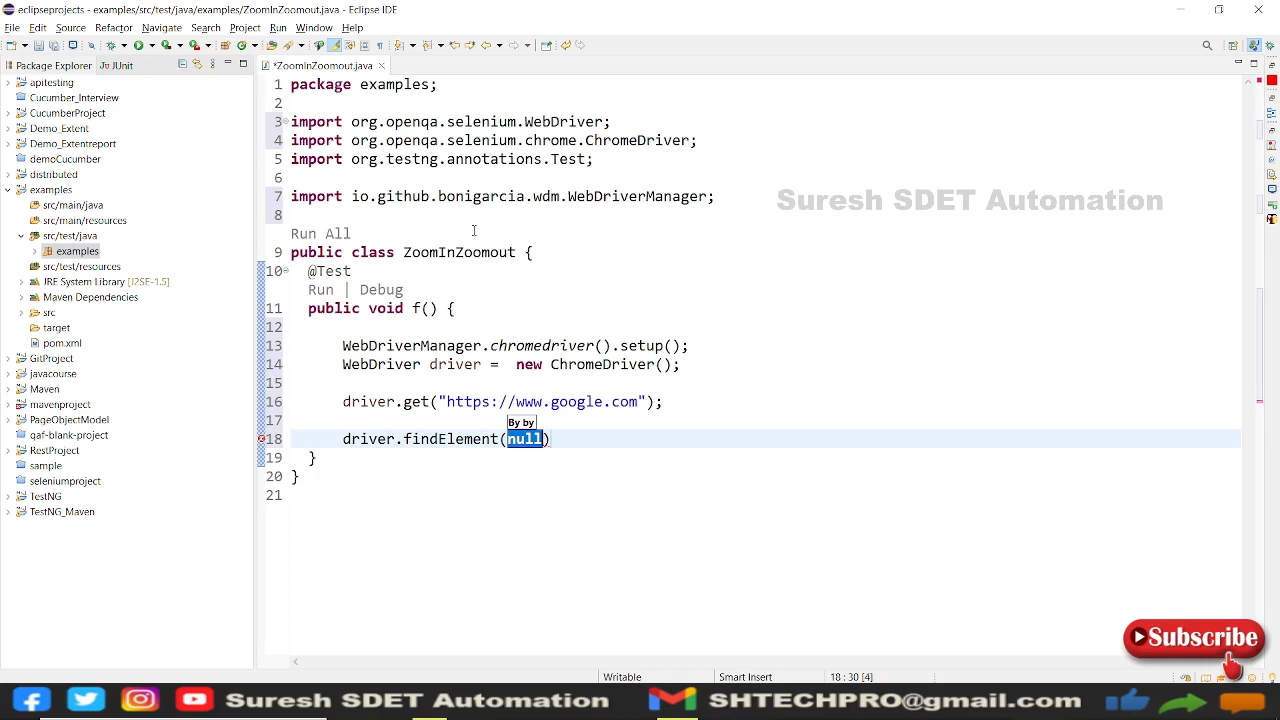 eclipseprojects - examples/src/test/java/examples/ZoomInZoomout.java - Eclipse IDE
File Edit Source Refactor Navigate Search Project Run Window Help
Package Explorer JUnit
*ZoomInZoomout.java
apitesting
Cucumber_Interview
CucumberProject
Demo_Extent
Demo_Extentreport
demoCucumber
distributed
examples
src/main/java
src/main/resources
src/test/java
examples
src/test/resources
JRE System Library [J2SE-1.5]
Maven Dependencies
src
target
pom.xml
GitProject
javacourse
Maven
mavenproject
PageObjectModel
qaf-blank-project
RestProject
sample
seleniumproject
TestNG
TestNG_Maven
1 package examples;
2
3 import org.openqa.selenium.WebDriver;
4 import org.openqa.selenium.chrome.ChromeDriver;
5 import org.testng.annotations.Test;
6
7 import io.github.bonigarcia.wdm.WebDriverManager;
8
Run All
9 public class ZoomInZoomout {
10 @Test
Run | Debug
11 public void f() {
12
13 WebDriverManager.chromedriver().setup();
14 WebDriver driver = new ChromeDriver();
15
16 driver.get("https://www.google.com");
17
By by
18 driver.findElement(null)
19 }
20 }
21
Suresh SDET Automation
Subscribe
Writable Smart Insert 18 : 30 [4]
Suresh SDET Automation SHTECHPRO@gmail.com